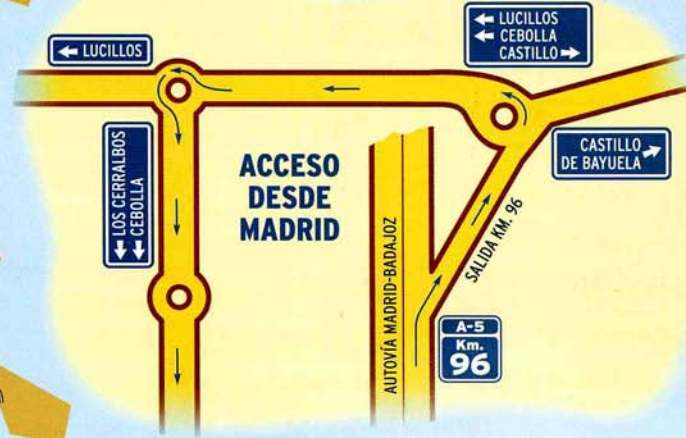 ← LUCILLOS
← LUCILLOS
← CEBOLLA
CASTILLO →
← LOS CERRALBOS
← CEBOLLA
ACCESO
DESDE
MADRID
CASTILLO
DE BAYUELA
AUTOVÍA MADRID-BADAJOZ
SALIDA KM. 96
A-5
Km.
96